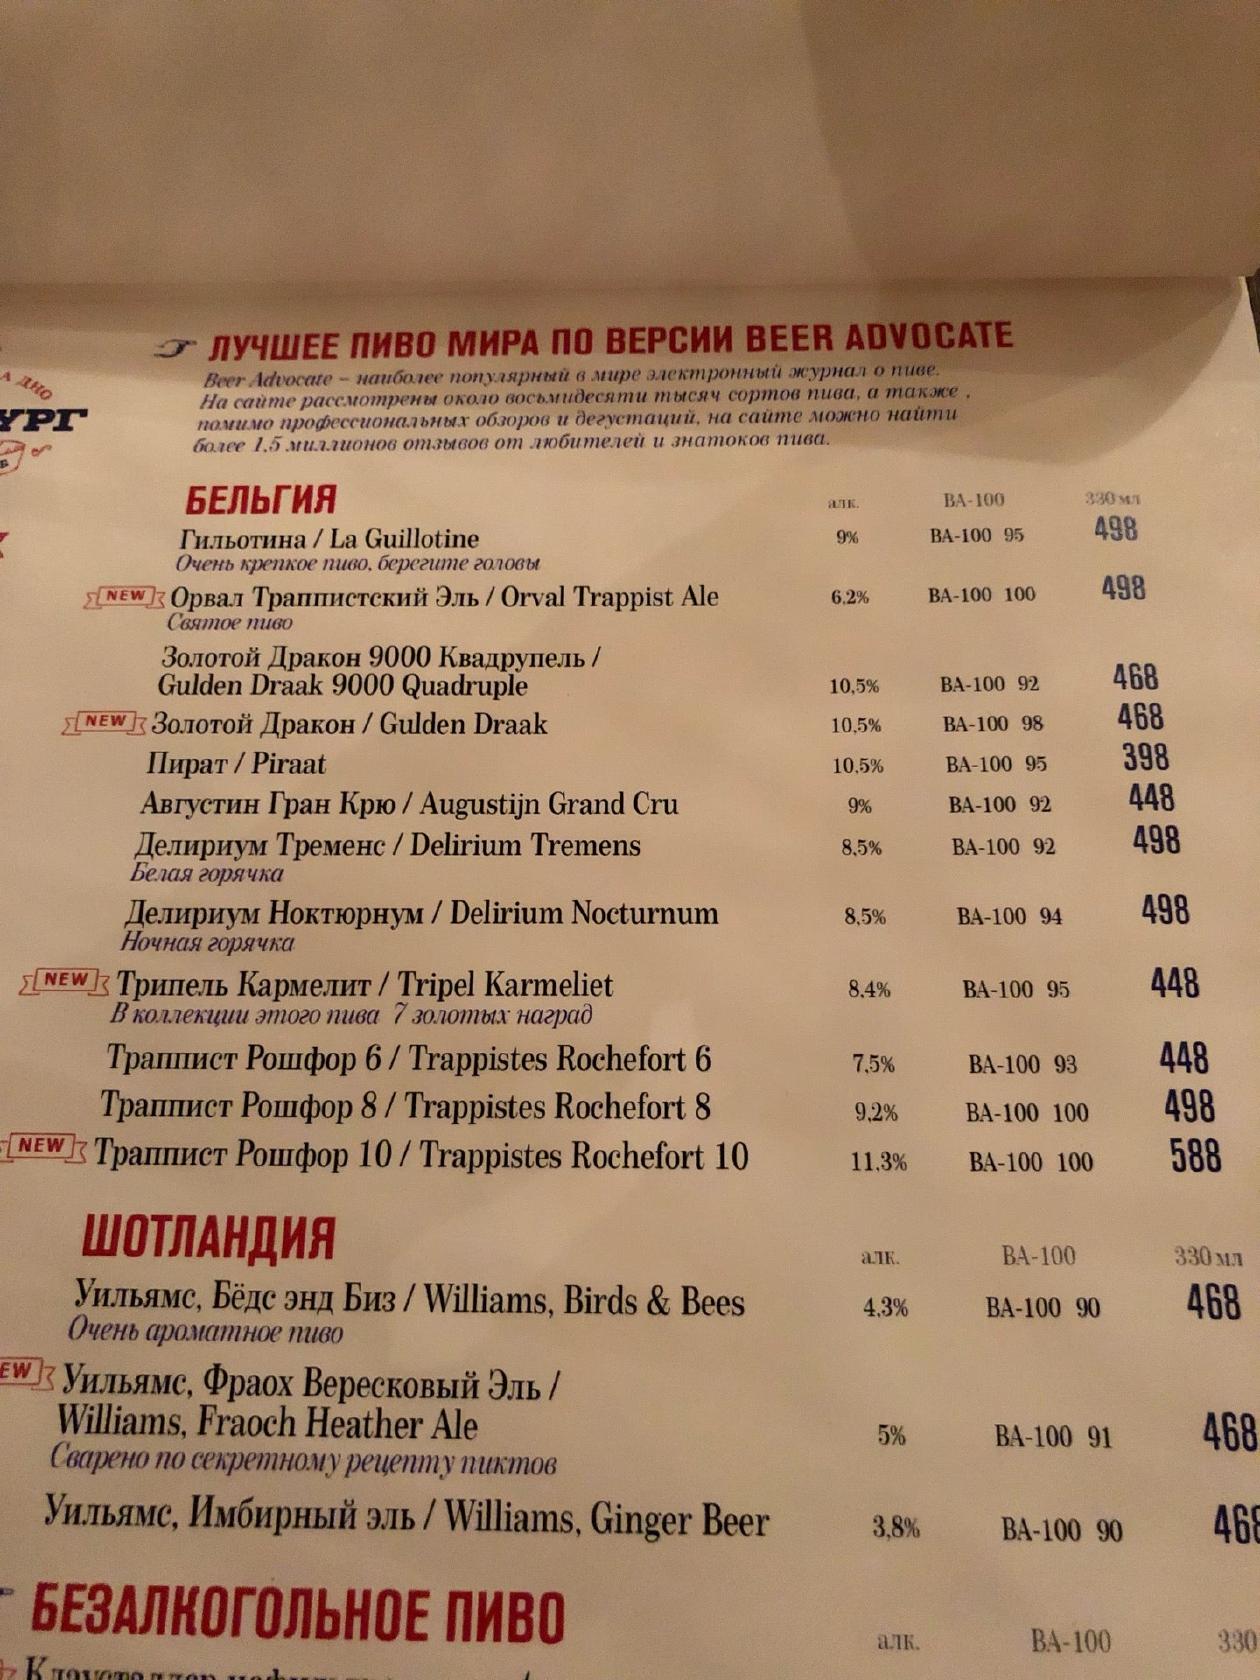 ЛУЧШЕЕ ПИВО МИРА ПО ВЕРСИИ BEER ADVOCATE
Beer Advocate – наиболее популярный в мире электронный журнал о пиве.
На сайте рассмотрены около восьмидесяти тысяч сортов пива, а также ,
помимо профессиональных обзоров и дегустаций, на сайте можно найти
более 1,5 миллионов отзывов от любителей и знатоков пива.
А ДНО
УРГ
БЕЛЬГИЯ алк. BA-100 330 мл
Гильотина / La Guillotine 9% BA-100 95 498
Очень крепкое пиво, берегите головы
NEW Орвал Траппистский Эль / Orval Trappist Ale 6,2% BA-100 100 498
Святое пиво
Золотой Дракон 9000 Квадрупель /
Gulden Draak 9000 Quadruple 10,5% BA-100 92 468
NEW Золотой Дракон / Gulden Draak 10,5% BA-100 98 468
Пират / Piraat 10,5% BA-100 95 398
Августин Гран Крю / Augustijn Grand Cru 9% BA-100 92 448
Делириум Тременс / Delirium Tremens 8,5% BA-100 92 498
Белая горячка
Делириум Ноктюрнум / Delirium Nocturnum 8,5% BA-100 94 498
Ночная горячка
NEW Трипель Кармелит / Tripel Karmeliet 8,4% BA-100 95 448
В коллекции этого пива 7 золотых наград
Траппист Рошфор 6 / Trappistes Rochefort 6 7,5% BA-100 93 448
Траппист Рошфор 8 / Trappistes Rochefort 8 9,2% BA-100 100 498
NEW Траппист Рошфор 10 / Trappistes Rochefort 10 11,3% BA-100 100 588
ШОТЛАНДИЯ алк. BA-100 330 мл
Уильямс, Бёдс энд Биз / Williams, Birds & Bees 4,3% BA-100 90 468
Очень ароматное пиво
EW Уильямс, Фраох Вересковый Эль /
Williams, Fraoch Heather Ale 5% BA-100 91 468
Сварено по секретному рецепту пиктов
Уильямс, Имбирный эль / Williams, Ginger Beer 3,8% BA-100 90 468
БЕЗАЛКОГОЛЬНОЕ ПИВО алк. BA-100 330